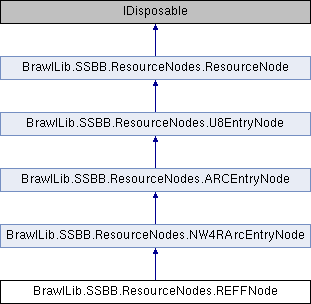 IDisposable
BrawlLib.SSBB.ResourceNodes.ResourceNode
BrawlLib.SSBB.ResourceNodes.U8EntryNode
BrawlLib.SSBB.ResourceNodes.ARCEntryNode
BrawlLib.SSBB.ResourceNodes.NW4RArcEntryNode
BrawlLib.SSBB.ResourceNodes.REFFNode